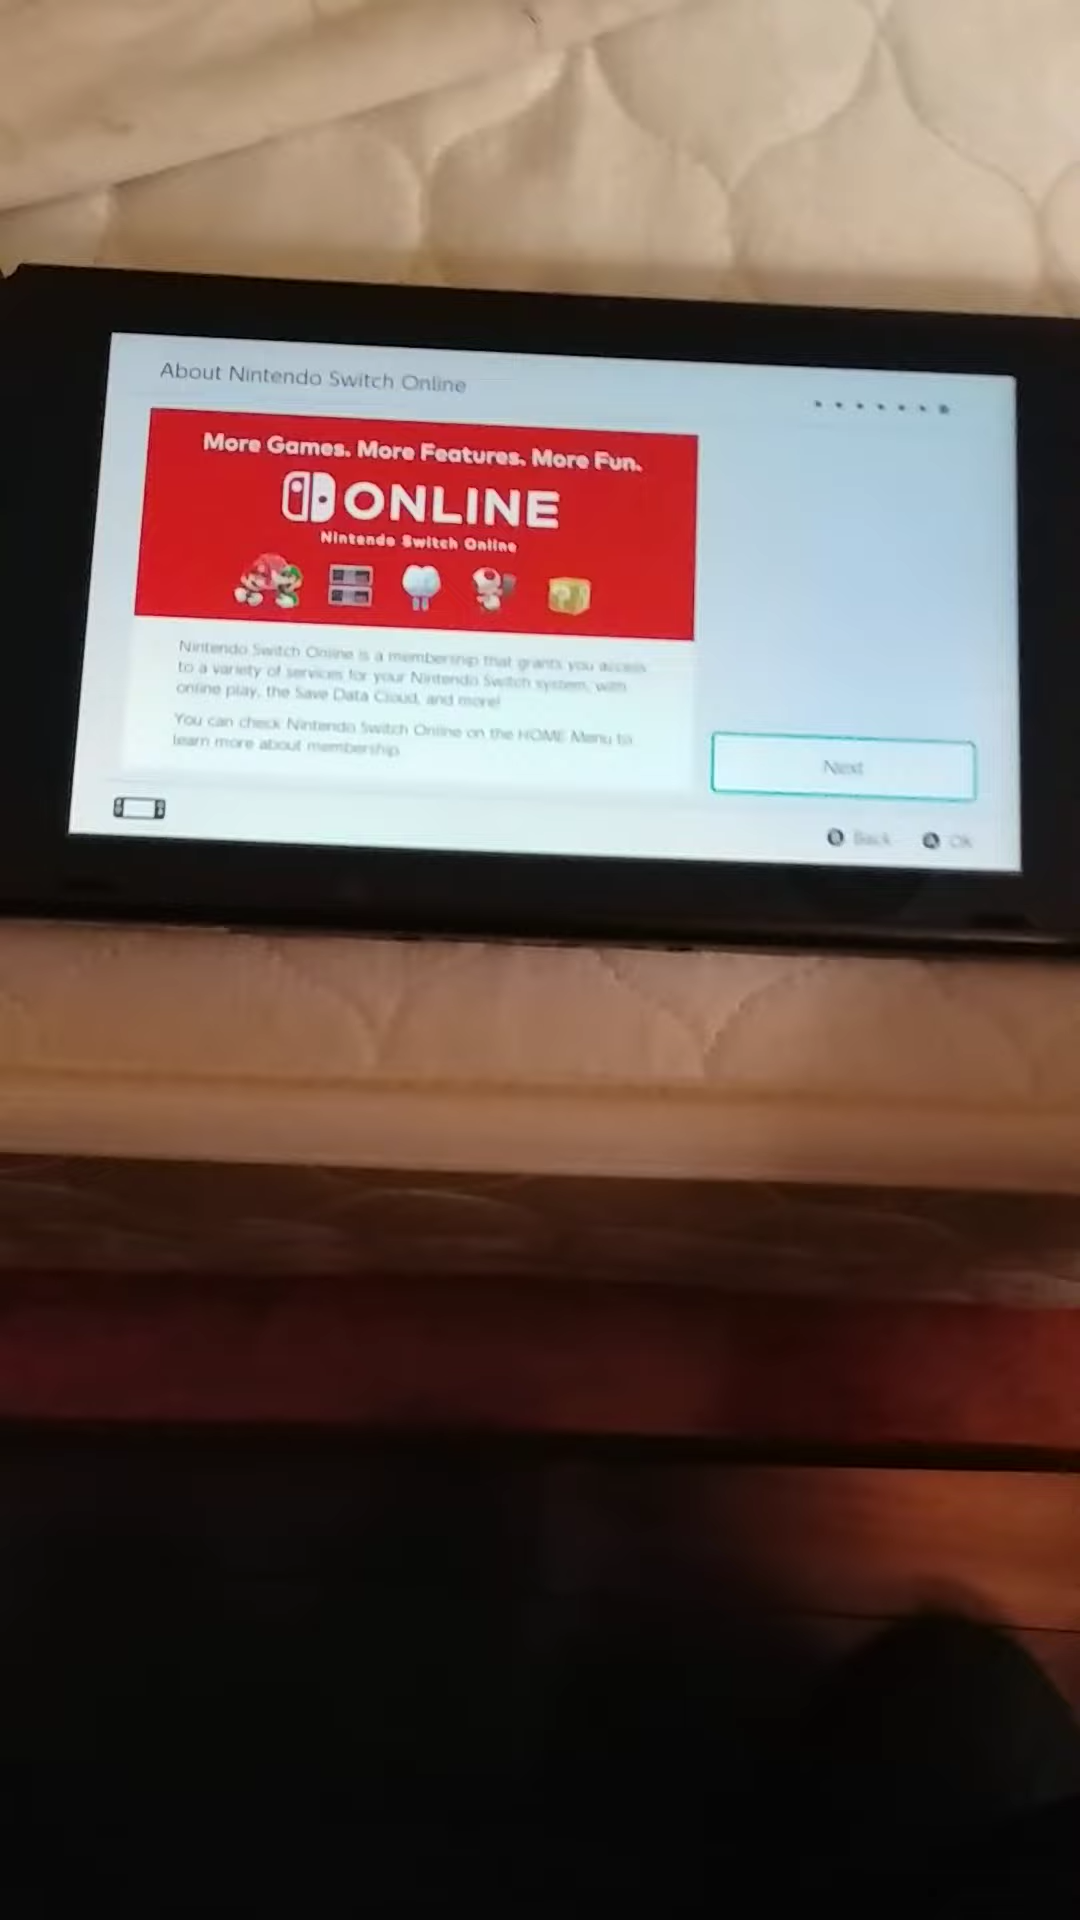 About Nintendo Switch Online
More Games. More Features. More Fun.
ONLINE
Nintendo Switch Online
Nintendo Switch Online is a membership that grants you access
to a variety of services for your Nintendo Switch system, with
online play, the Save Data Cloud, and more!
You can check Nintendo Switch Online on the HOME Menu to
learn more about membership.
Next
B Back A OK